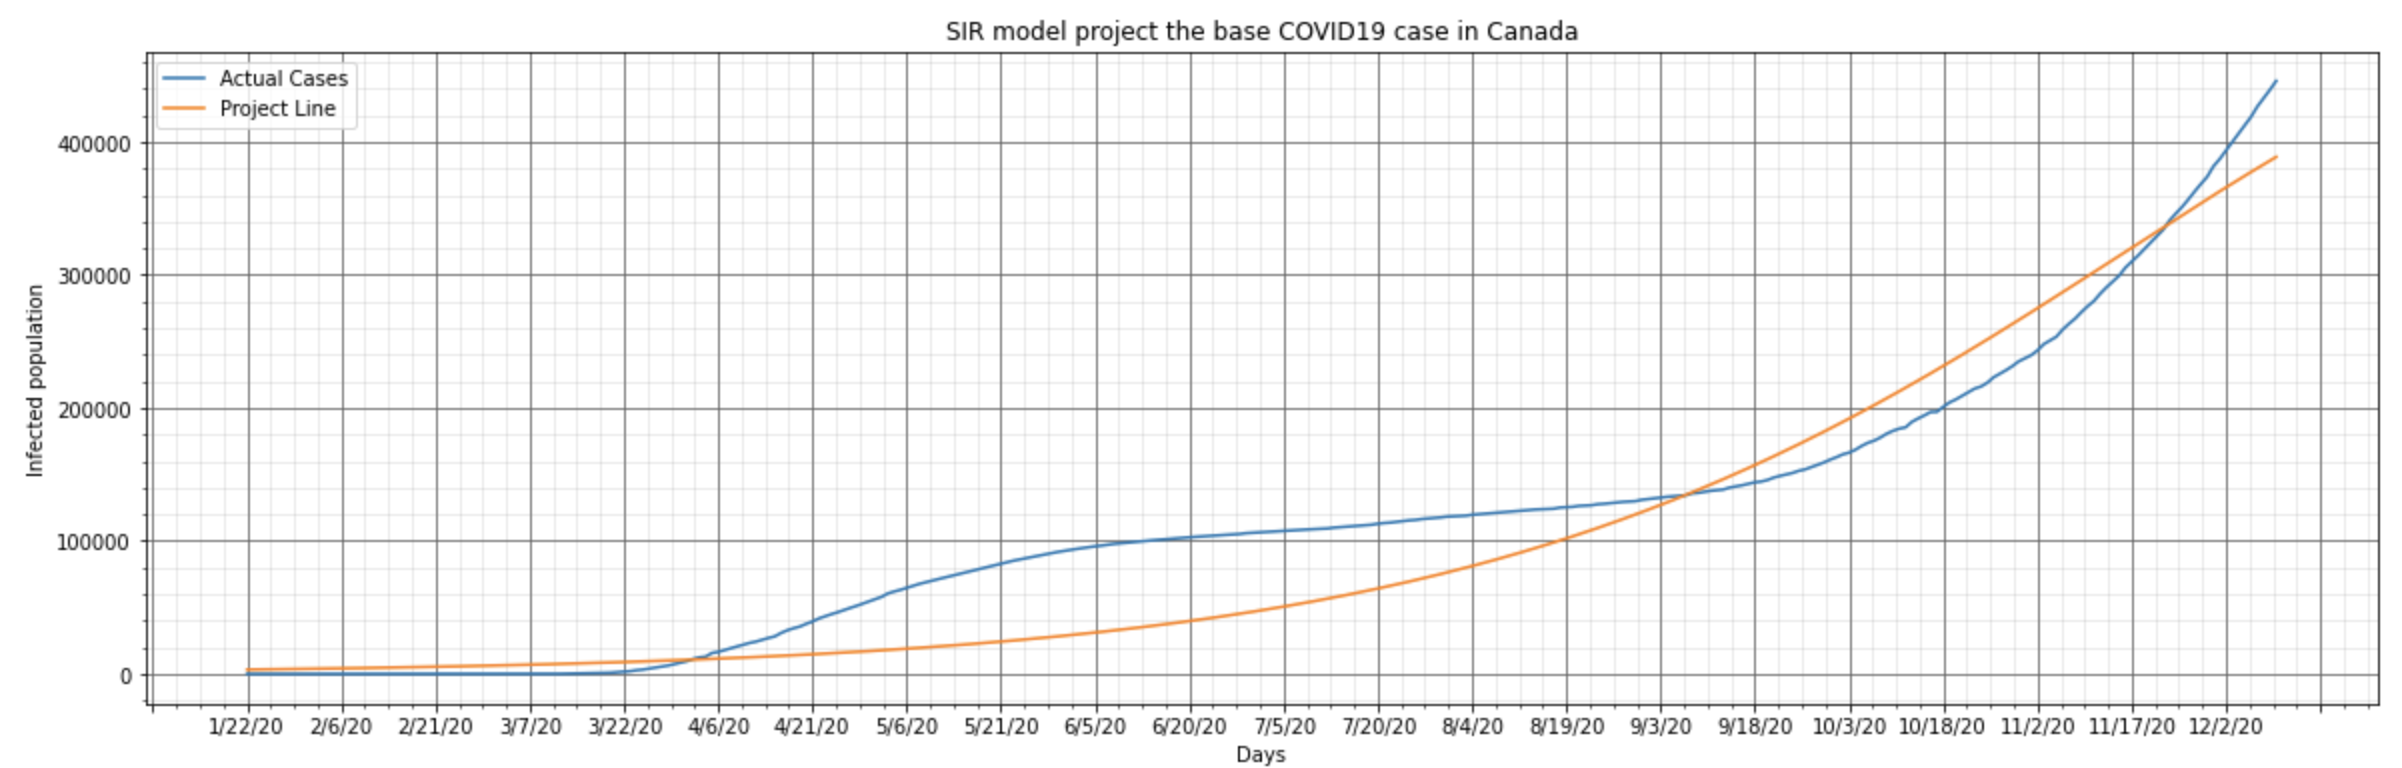 SIR model project the base COVID19 case in Canada
Actual Cases
Project Line
400000
300000
200000
100000
0
Infected population
1/22/20 2/6/20 2/21/20 3/7/20 3/22/20 4/6/20 4/21/20 5/6/20 5/21/20 6/5/20 6/20/20 7/5/20 7/20/20 8/4/20 8/19/20 9/3/20 9/18/20 10/3/20 10/18/20 11/2/20 11/17/20 12/2/20
Days